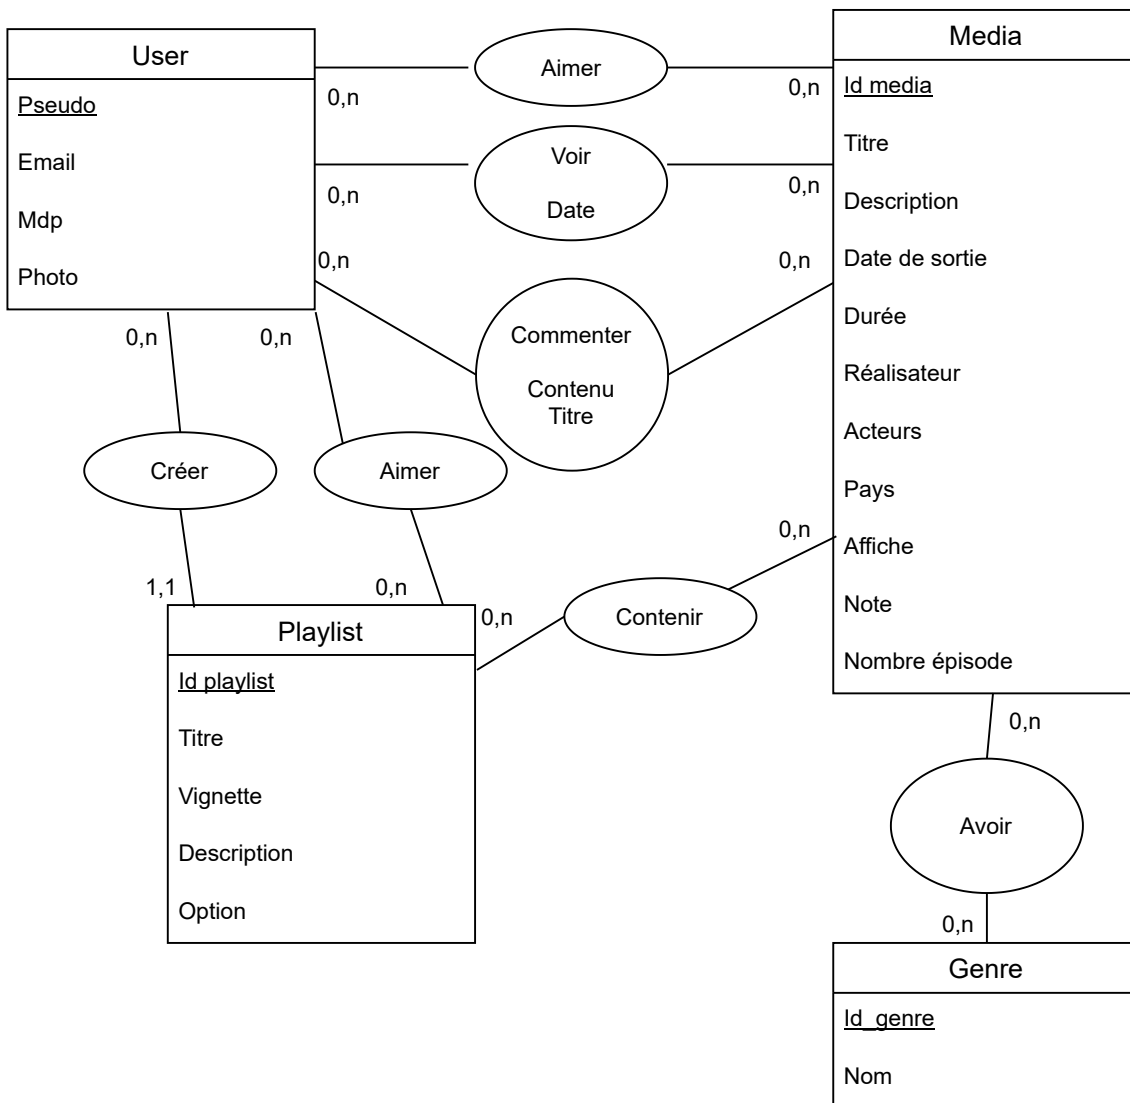 User
Pseudo
Email
Mdp
Photo
Aimer
0,n
0,n
Voir
Date
0,n
0,n
Commenter
Contenu
Titre
0,n
0,n
Media
Id media
Titre
Description
Date de sortie
Durée
Réalisateur
Acteurs
Pays
Affiche
Note
Nombre épisode
0,n
0,n
Créer
Aimer
1,1
0,n
0,n
Contenir
0,n
Playlist
Id playlist
Titre
Vignette
Description
Option
0,n
Avoir
0,n
Genre
Id_genre
Nom